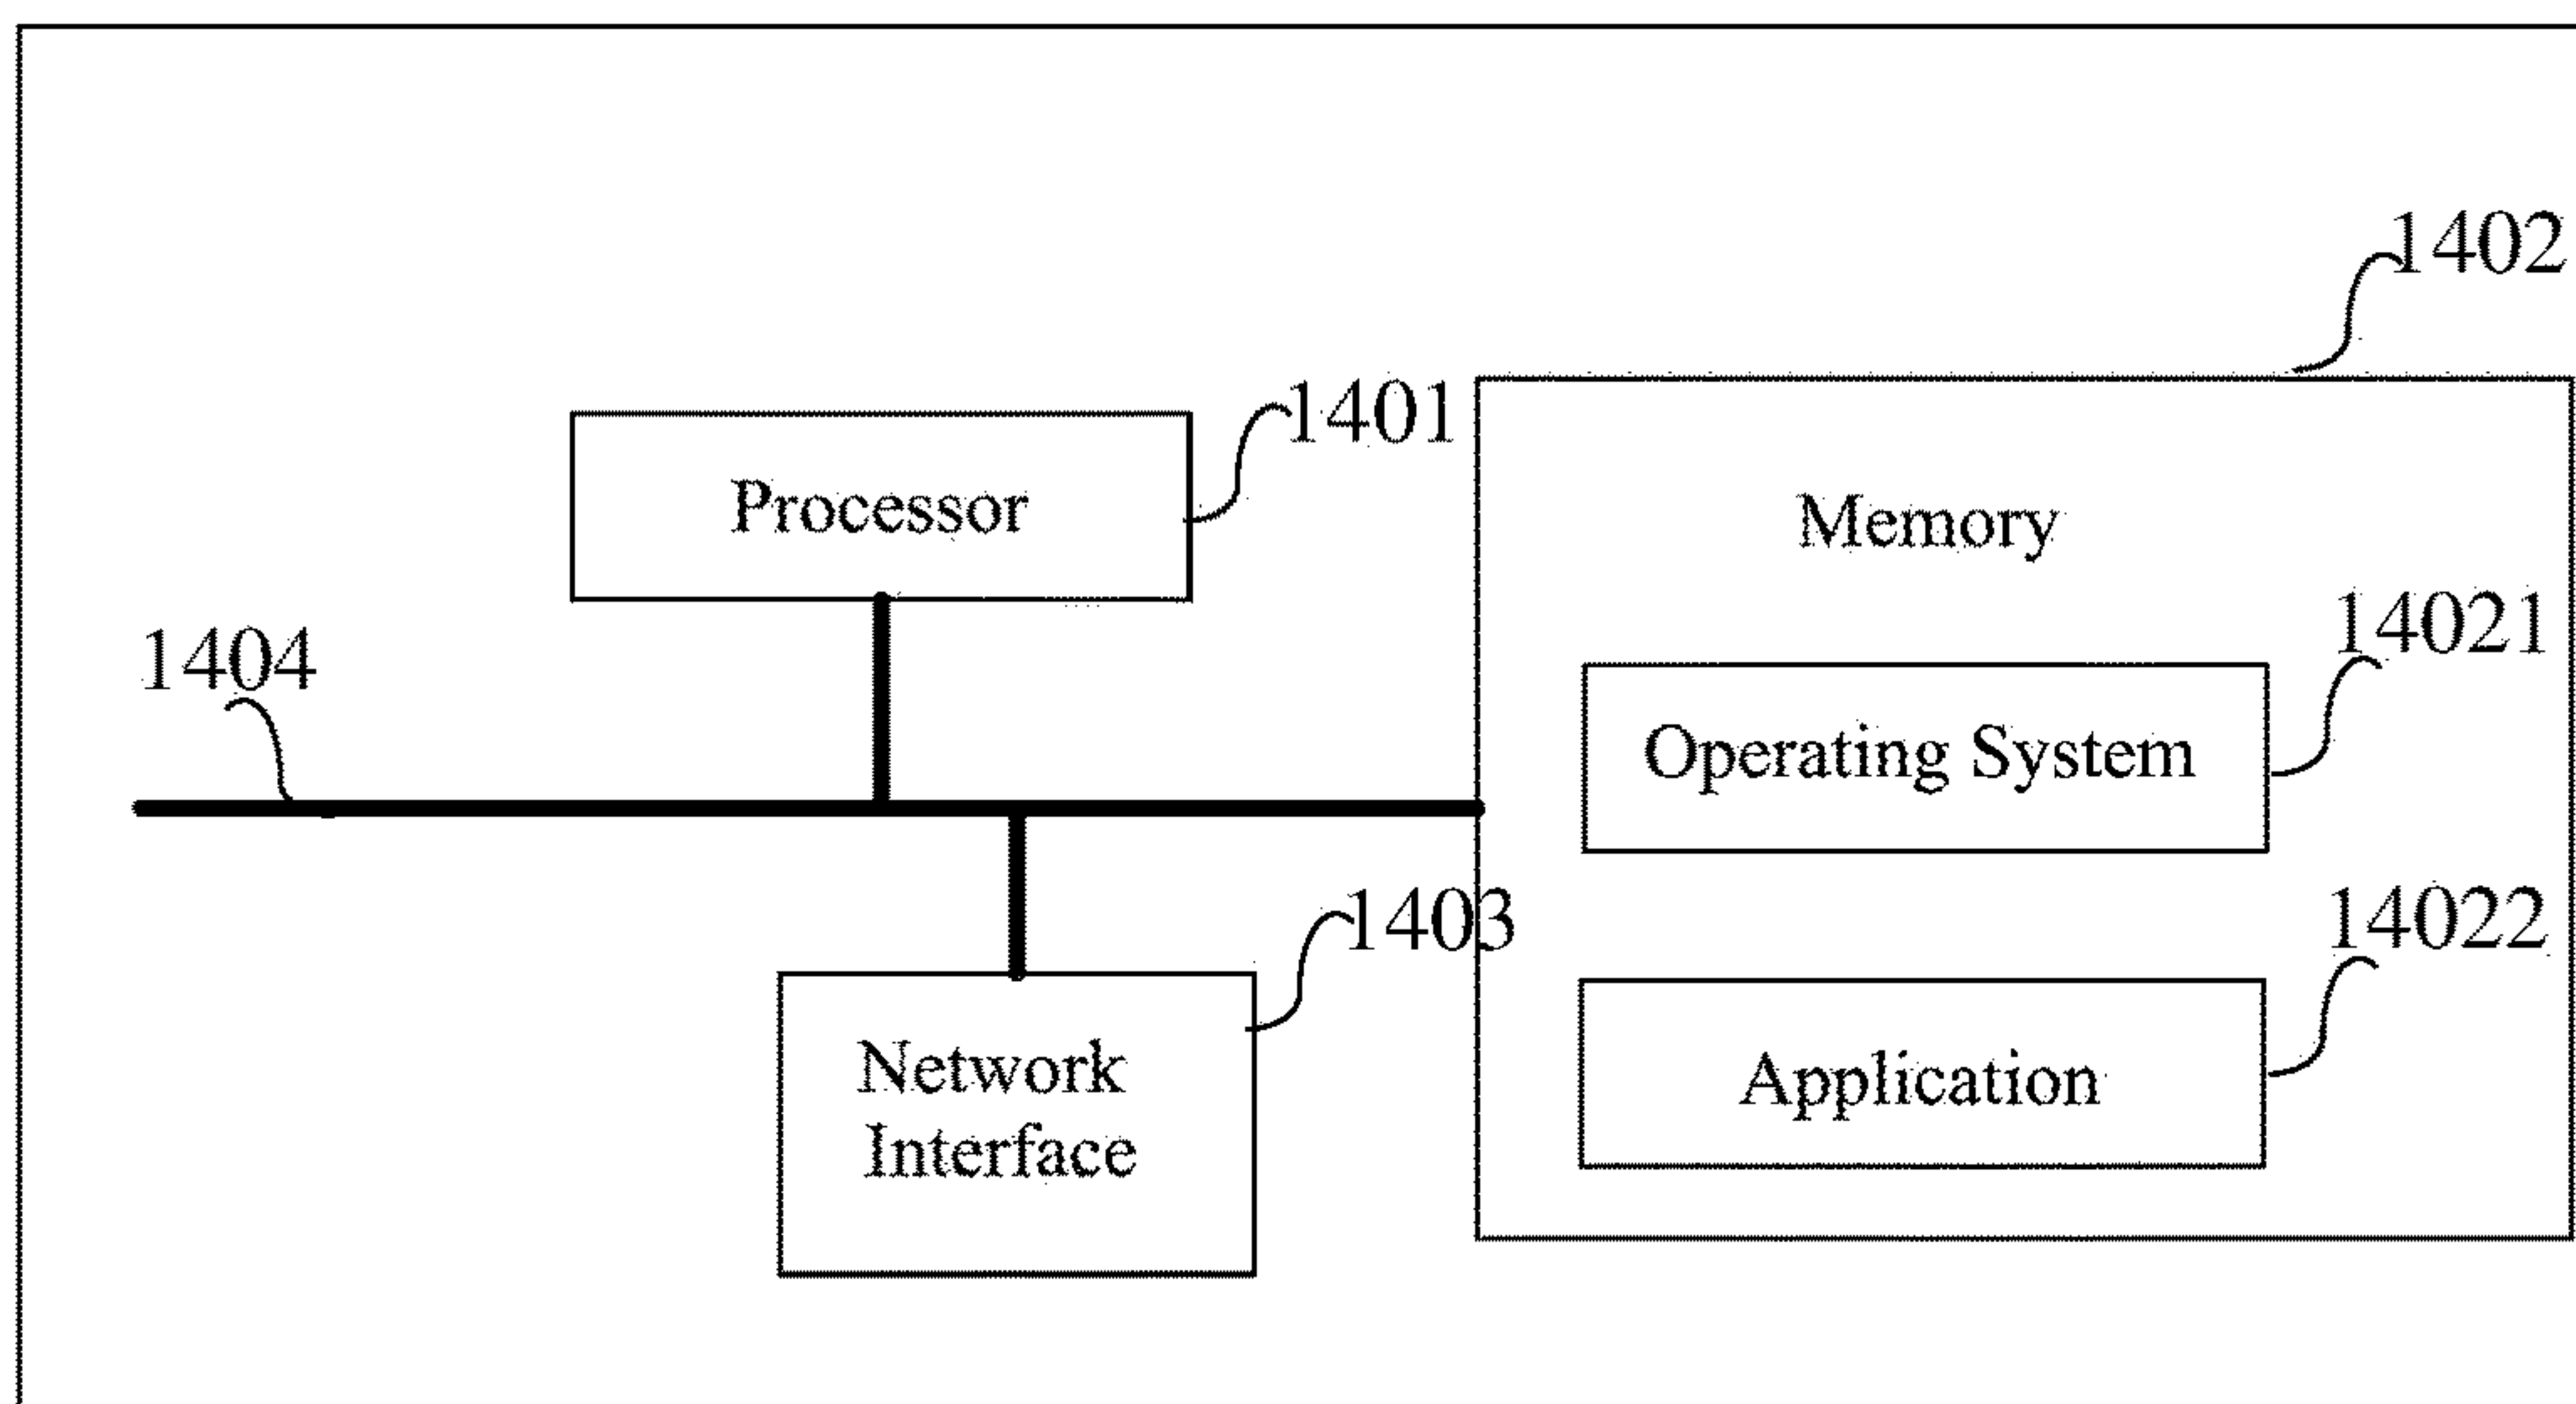 1402
1401
Processor
Memory
14021
1404
Operating System
14022
1403
Network
Interface
Application